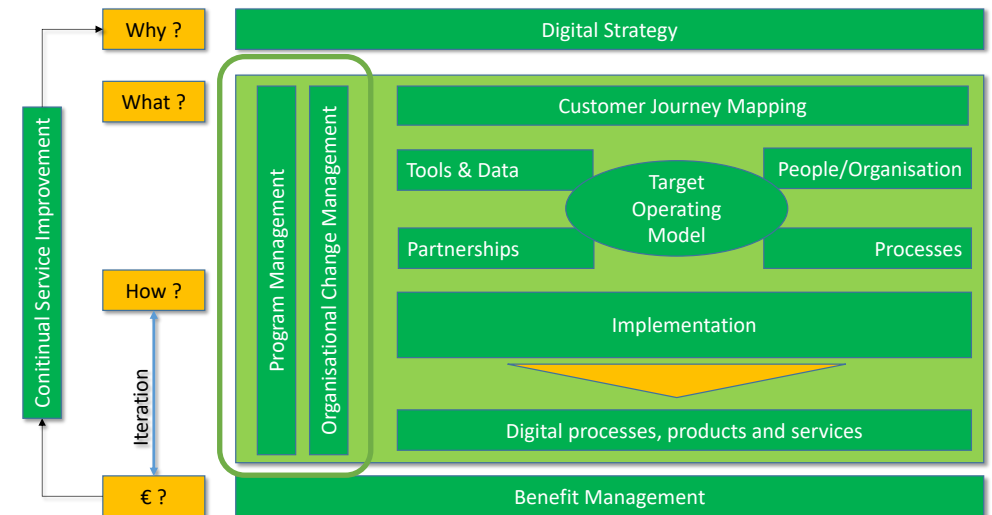 Why ?
Digital Strategy
What ?
Customer Journey Mapping
Tools & Data
People/Organisation
Target
Operating
Model
Partnerships
Processes
How ?
Implementation
Digital processes, products and services
€ ?
Benefit Management
Conitinual Service Improvement
Iteration
Program Management
Organisational Change Management